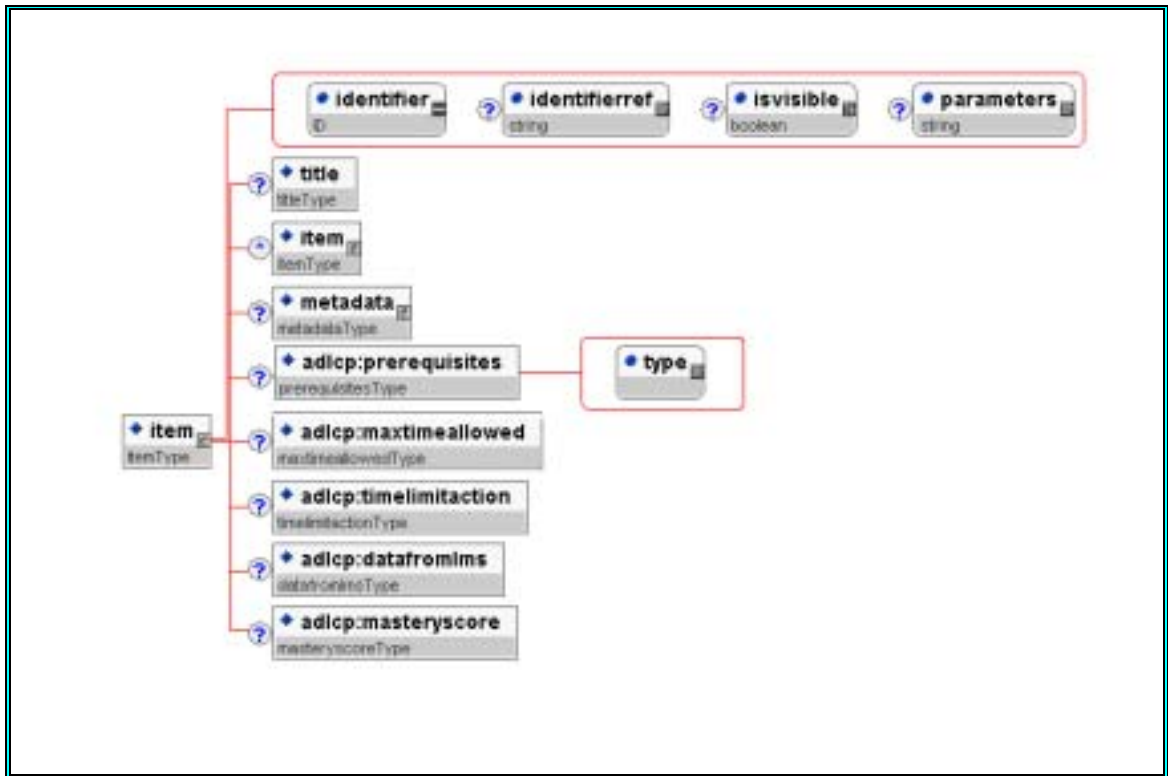 identifier identifierref isvisible parameters
ID string boolean string
title
titleType
item
itemType
metadata
metadataType
adlcp:prerequisites type
prerequisitesType
adlcp:maxtimeallowed
item
maxtimeallowedType
itemType
adlcp:timelimitaction
timelimitactionType
adlcp:datafromlms
datafromlmsType
adlcp:masteryscore
masteryscoreType